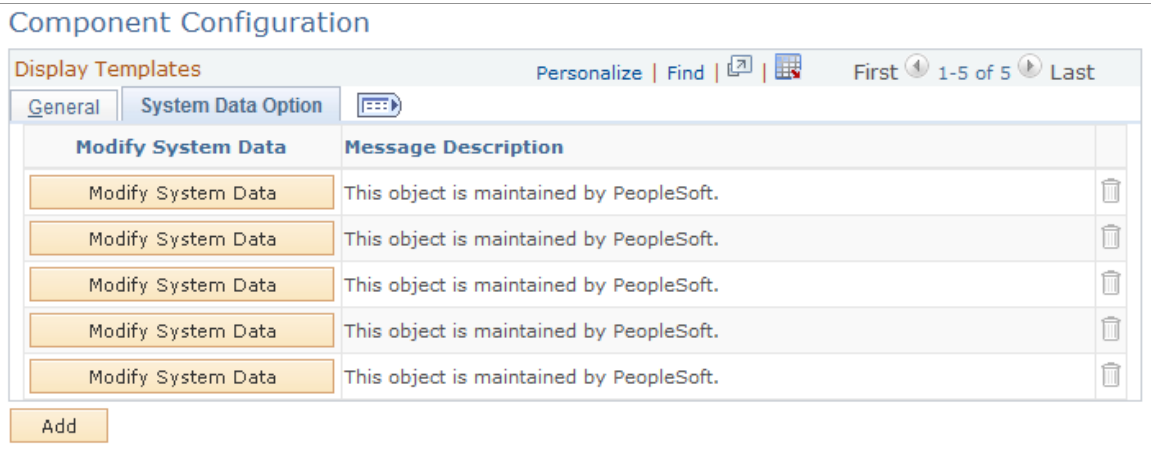 Component Configuration
Display Templates Personalize | Find | | First 1-5 of 5 Last
General System Data Option
Modify System Data Message Description
Modify System Data This object is maintained by PeopleSoft.
Modify System Data This object is maintained by PeopleSoft.
Modify System Data This object is maintained by PeopleSoft.
Modify System Data This object is maintained by PeopleSoft.
Modify System Data This object is maintained by PeopleSoft.
Add